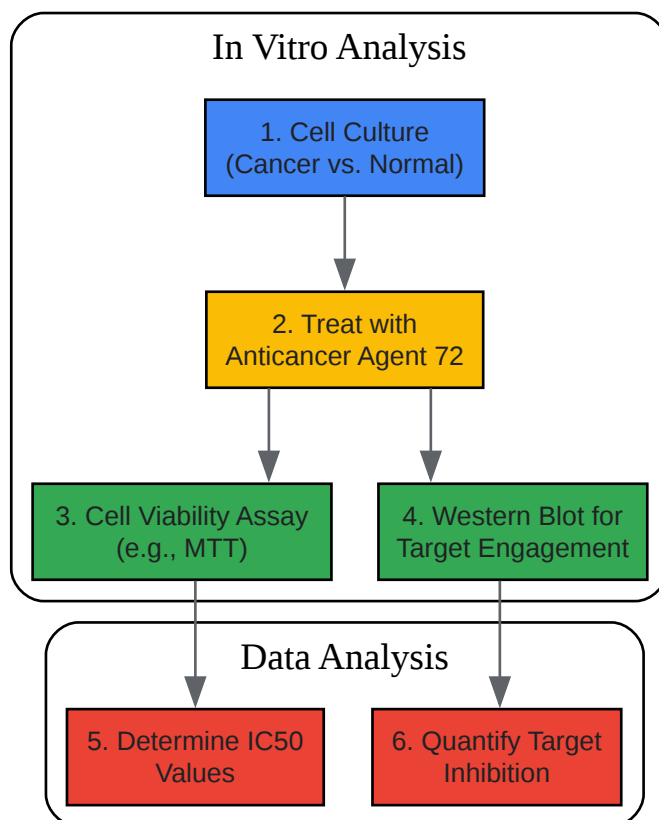 In Vitro Analysis
1. Cell Culture
(Cancer vs. Normal)
2. Treat with
Anticancer Agent 72
3. Cell Viability Assay
(e.g., MTT)
4. Western Blot for
Target Engagement
Data Analysis
5. Determine IC50
Values
6. Quantify Target
Inhibition